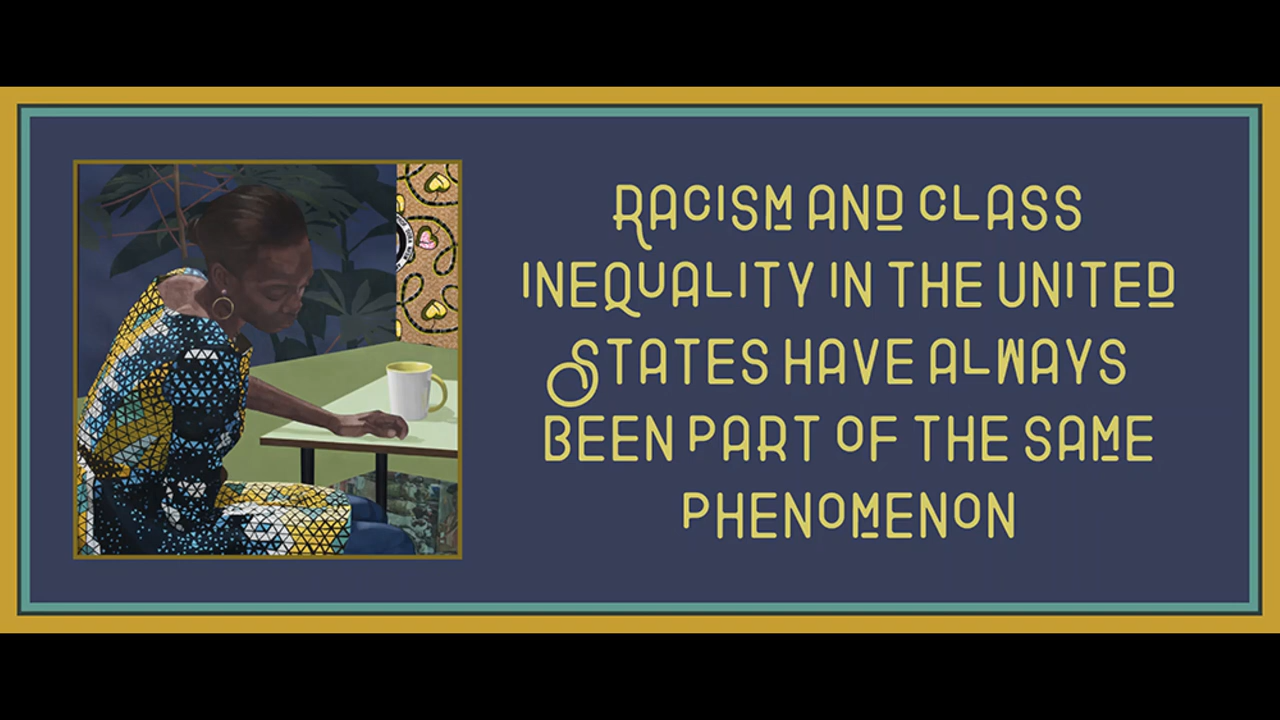 Racism and class
inequality in the United
States have always
been part of the same
phenomenon